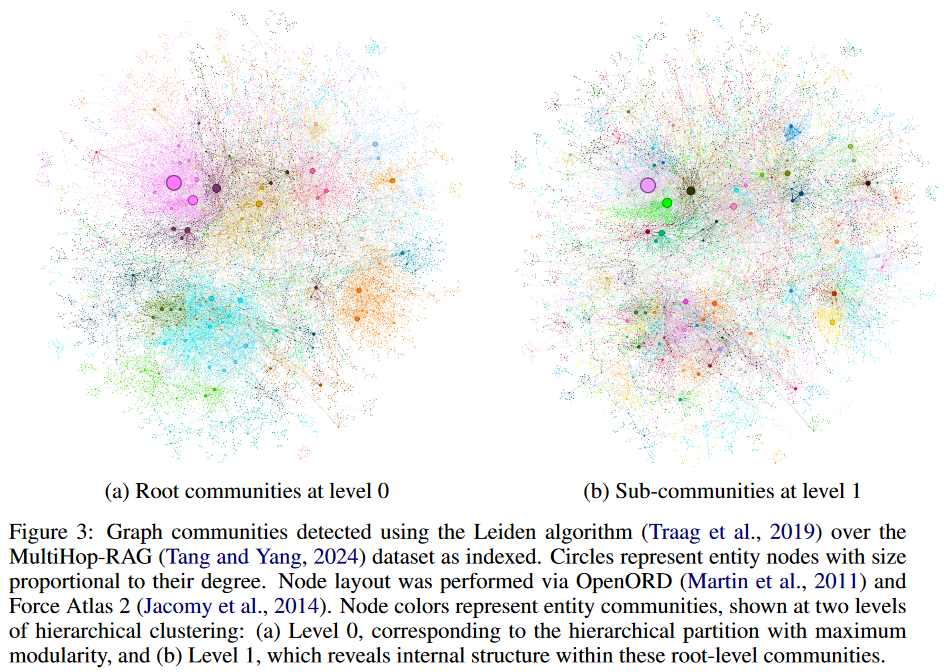 (a) Root communities at level 0
(b) Sub-communities at level 1
Figure 3: Graph communities detected using the Leiden algorithm (Traag et al., 2019) over the
MultiHop-RAG (Tang and Yang, 2024) dataset as indexed. Circles represent entity nodes with size
proportional to their degree. Node layout was performed via OpenORD (Martin et al., 2011) and
Force Atlas 2 (Jacomy et al., 2014). Node colors represent entity communities, shown at two levels
of hierarchical clustering: (a) Level 0, corresponding to the hierarchical partition with maximum
modularity, and (b) Level 1, which reveals internal structure within these root-level communities.